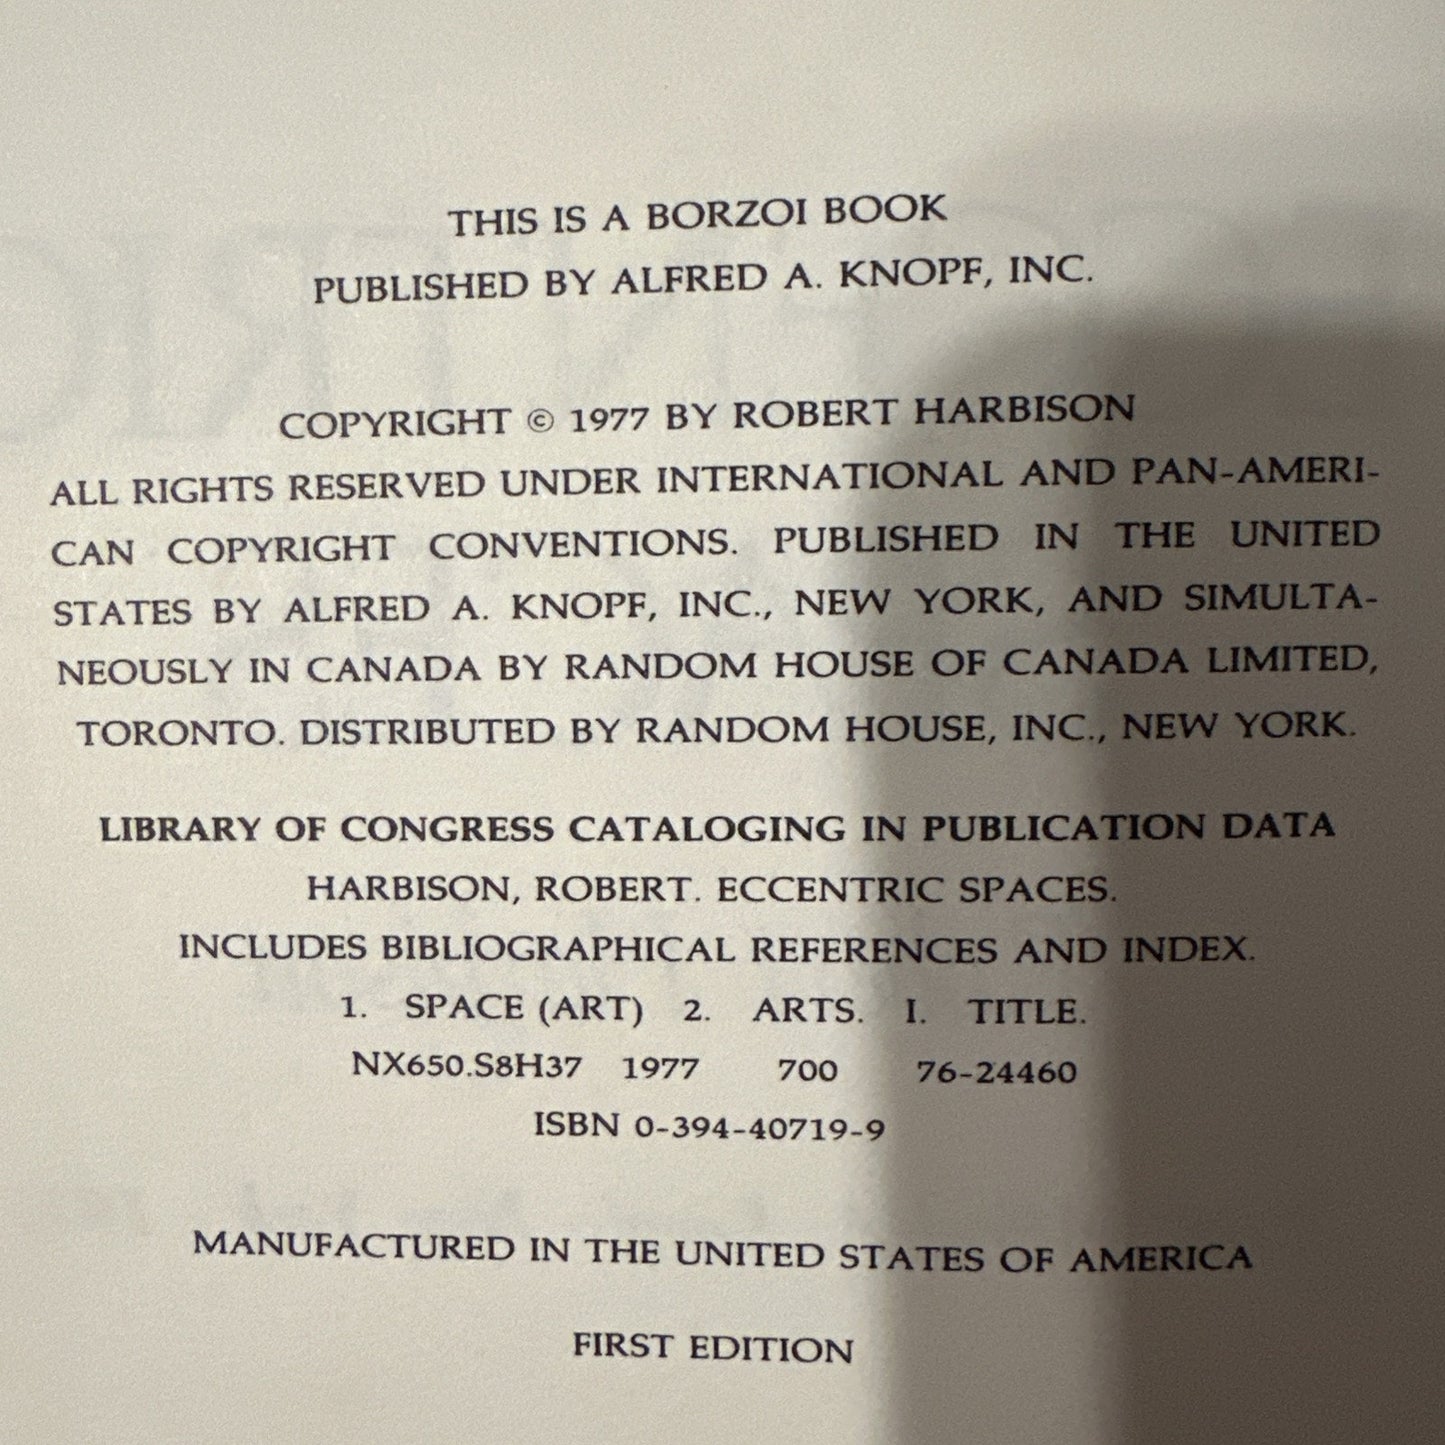 THIS IS A BORZOI BOOK
PUBLISHED BY ALFRED A. KNOPF, INC.
COPYRIGHT © 1977 BY ROBERT HARBISON
ALL RIGHTS RESERVED UNDER INTERNATIONAL AND PAN-AMERI-
CAN COPYRIGHT CONVENTIONS. PUBLISHED IN THE UNITED
STATES BY ALFRED A. KNOPF, INC., NEW YORK, AND SIMULTA-
NEOUSLY IN CANADA BY RANDOM HOUSE OF CANADA LIMITED,
TORONTO. DISTRIBUTED BY RANDOM HOUSE, INC., NEW YORK.
LIBRARY OF CONGRESS CATALOGING IN PUBLICATION DATA
HARBISON, ROBERT. ECCENTRIC SPACES.
INCLUDES BIBLIOGRAPHICAL REFERENCES AND INDEX.
1. SPACE (ART) 2. ARTS. I. TITLE.
NX650.S8H37 1977 700 76-24460
ISBN 0-394-40719-9
MANUFACTURED IN THE UNITED STATES OF AMERICA
FIRST EDITION